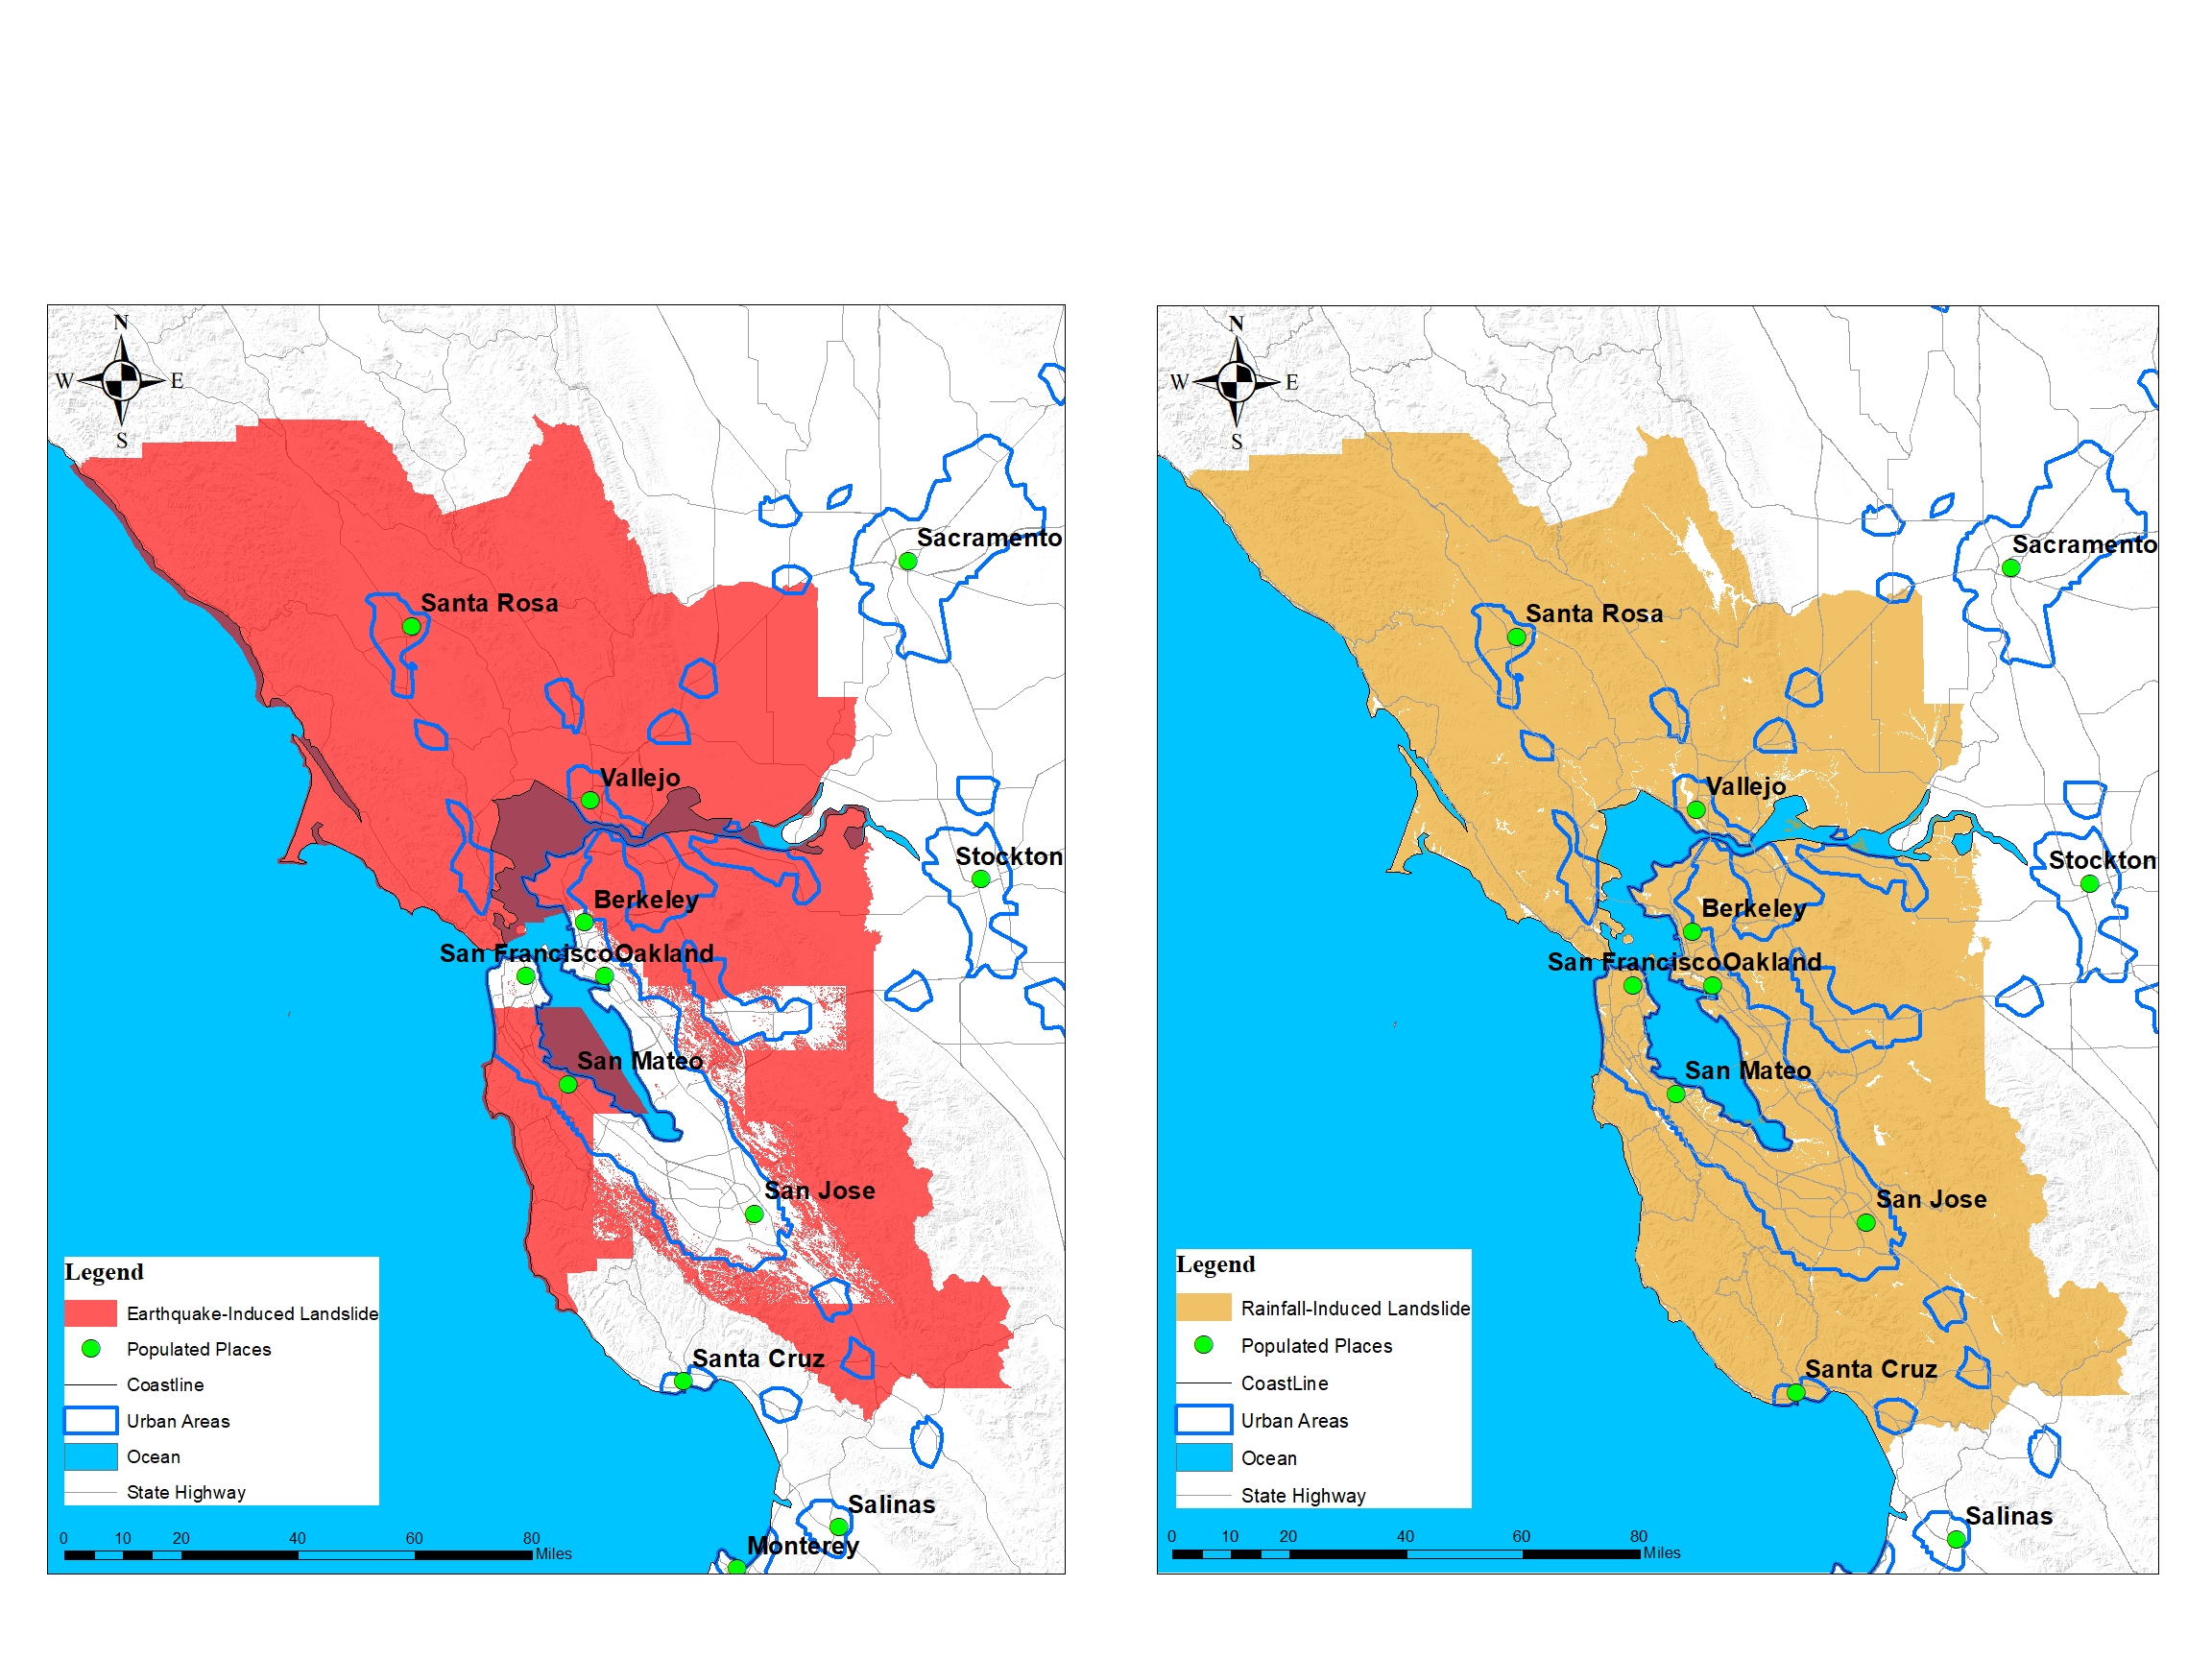 N
W E
S
Sacramento
Santa Rosa
Vallejo
Stockton
Berkeley
San Francisco Oakland
San Mateo
San Jose
Santa Cruz
Salinas
Monterey
Legend
Earthquake-Induced Landslide
Populated Places
Coastline
Urban Areas
Ocean
State Highway
0 10 20 40 60 80
Miles
N
W E
S
Sacramento
Santa Rosa
Vallejo
Stockton
Berkeley
San Francisco Oakland
San Mateo
San Jose
Santa Cruz
Salinas
Legend
Rainfall-Induced Landslide
Populated Places
CoastLine
Urban Areas
Ocean
State Highway
0 10 20 40 60 80
Miles